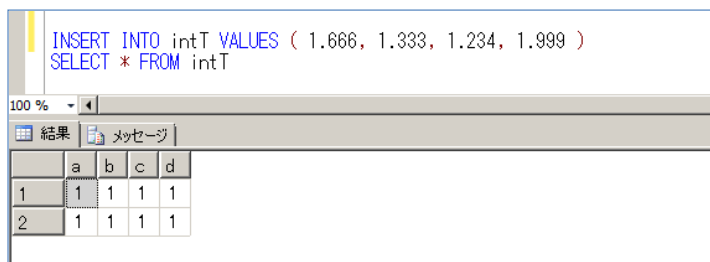 INSERT INTO intT VALUES ( 1.666, 1.333, 1.234, 1.999 )
SELECT * FROM intT
100 %
結果 メッセージ
a b c d
1 1 1 1 1
2 1 1 1 1